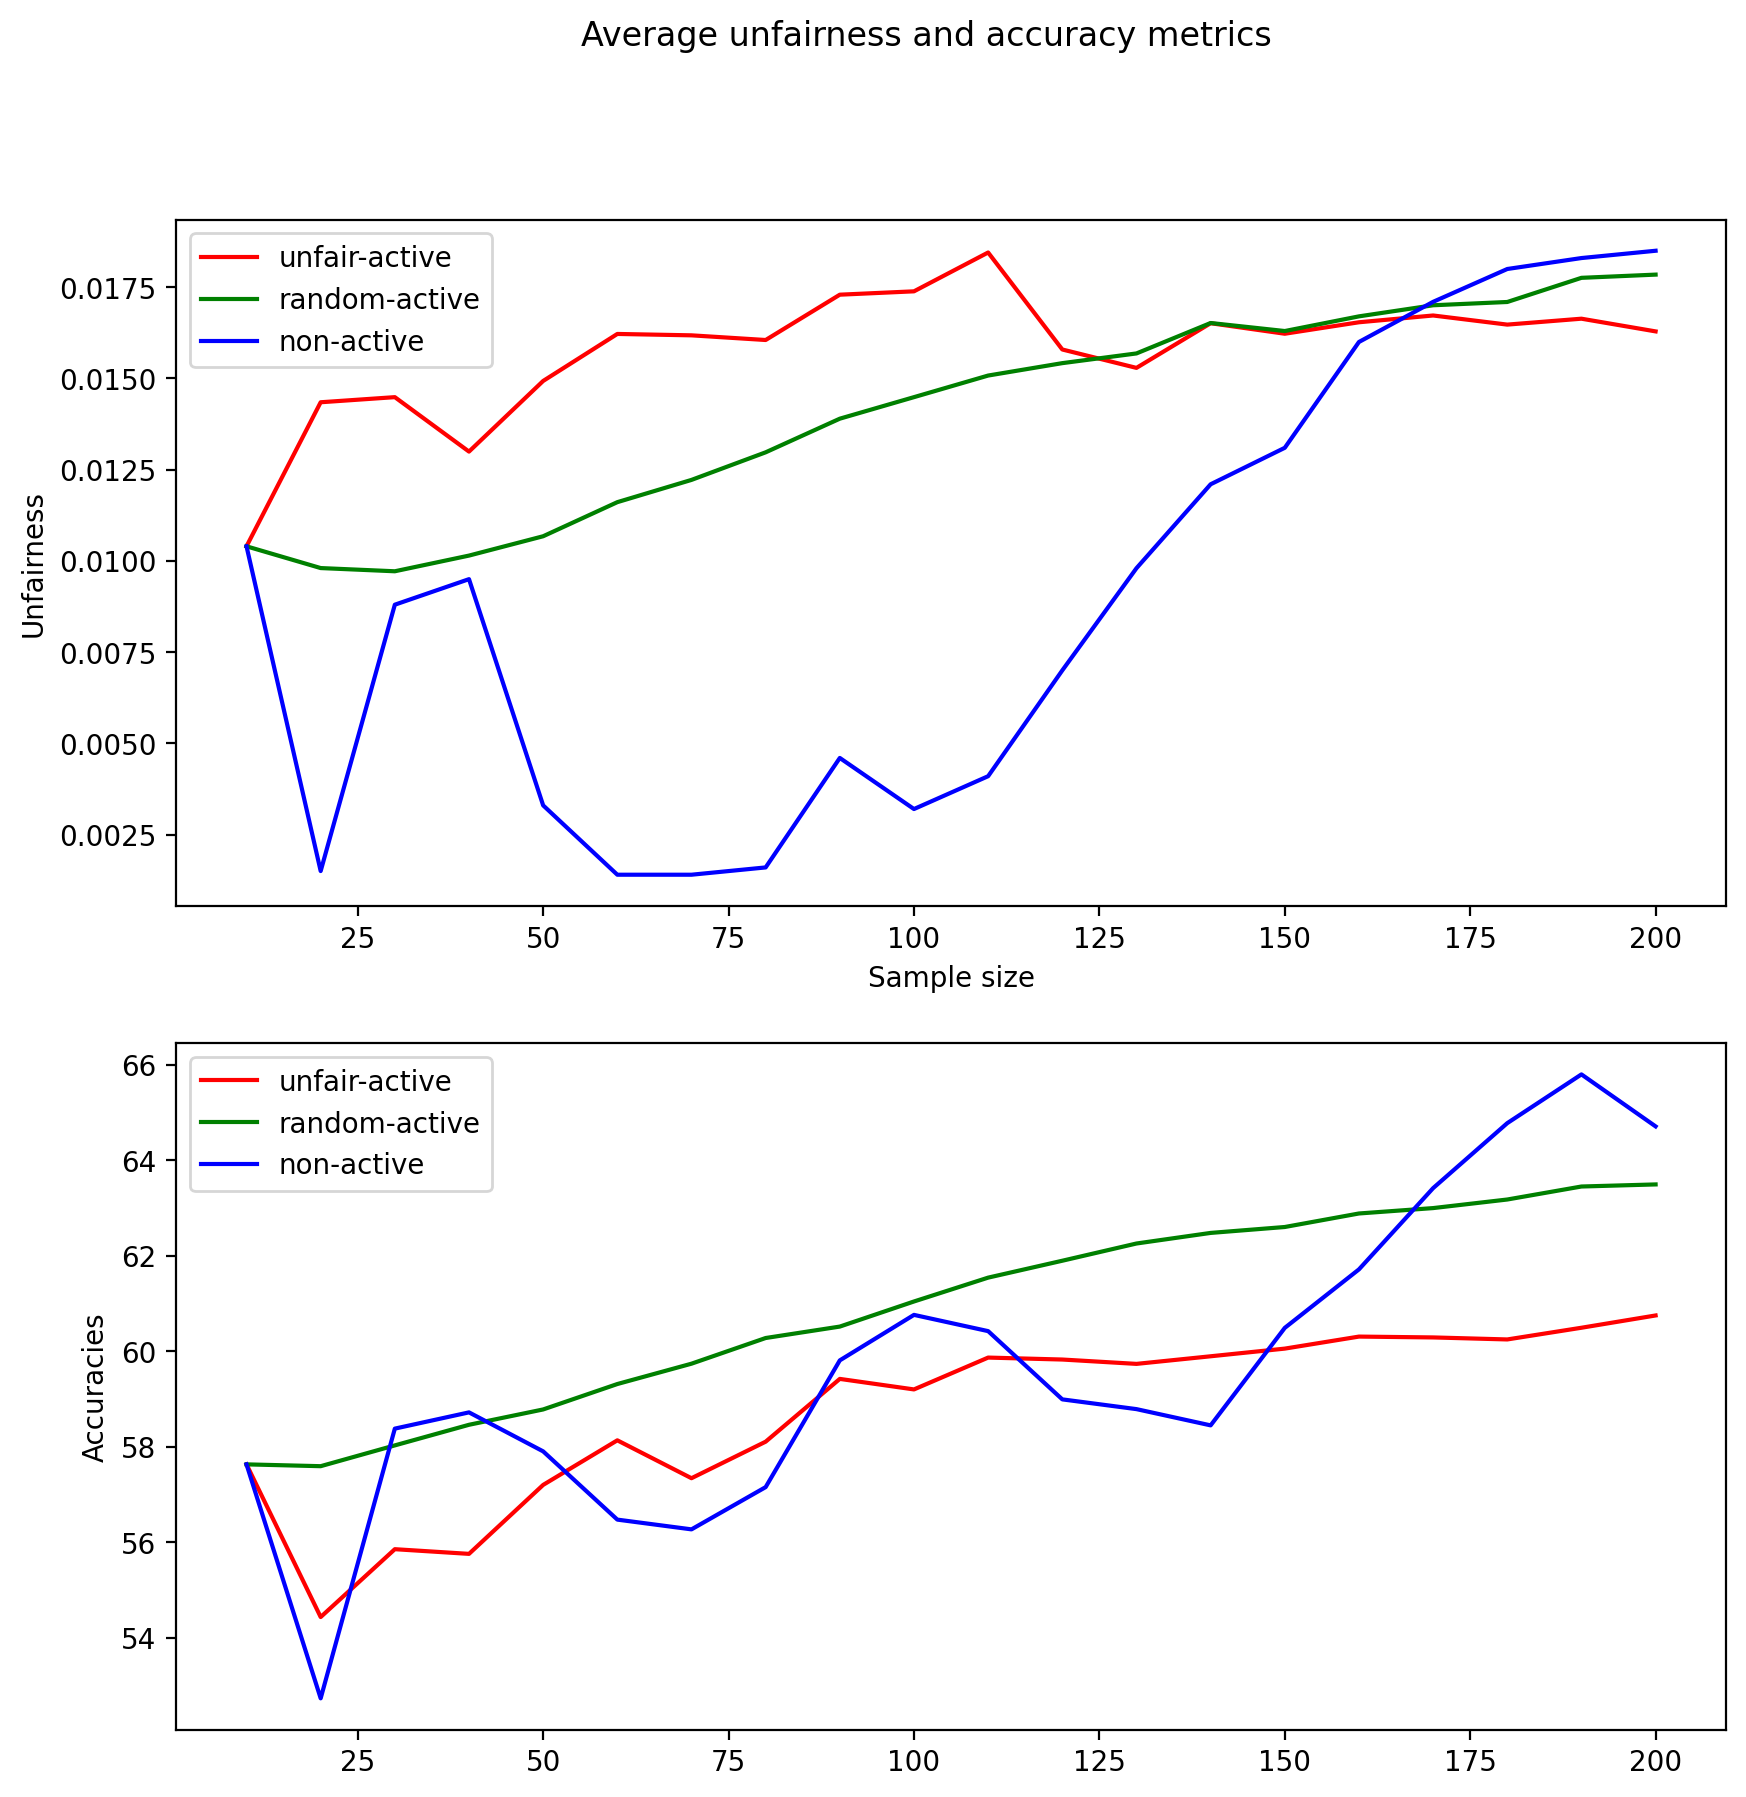 Average unfairness and accuracy metrics
unfair-active
random-active
non-active
0.0175
0.0150
0.0125
0.0100
0.0075
0.0050
0.0025
Unfairness
25 50 75 100 125 150 175 200
Sample size
unfair-active
random-active
non-active
66
64
62
60
58
56
54
Accuracies
25 50 75 100 125 150 175 200